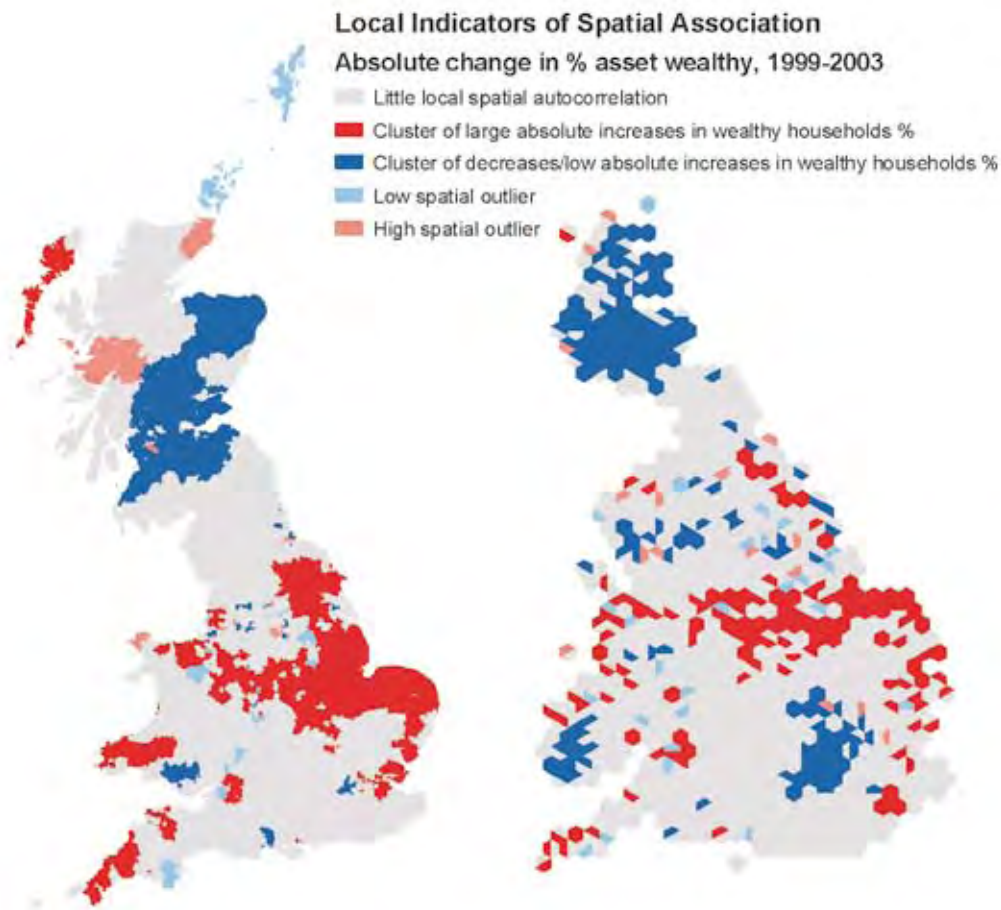 Local Indicators of Spatial Association
Absolute change in % asset wealthy, 1999-2003
Little local spatial autocorrelation
Cluster of large absolute increases in wealthy households %
Cluster of decreases/low absolute increases in wealthy households %
Low spatial outlier
High spatial outlier